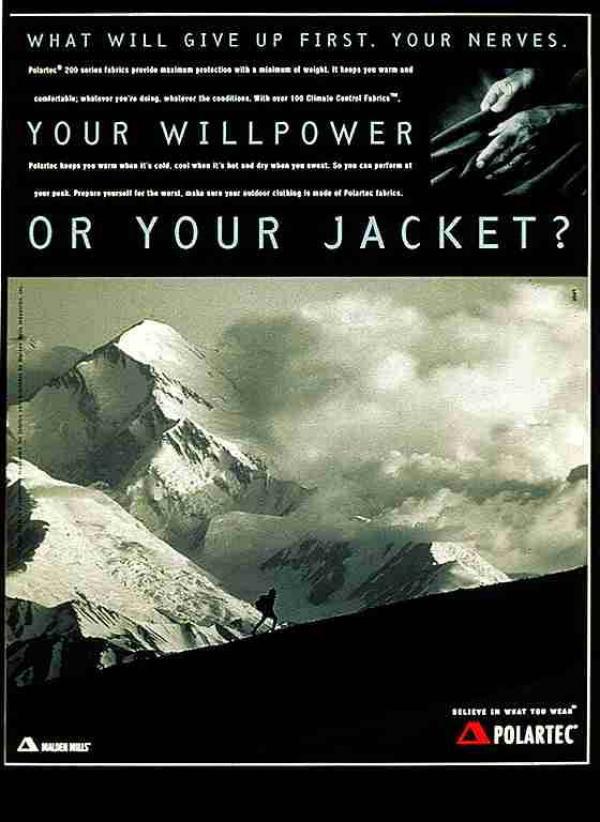 WHAT WILL GIVE UP FIRST. YOUR NERVES.
Polartec® 200 series fabrics provide maximum protection with a minimum of weight. It keeps you warm and
comfortable; whatever you're doing, whatever the conditions. With over 100 Climate Control Fabrics™,
YOUR WILLPOWER
Polartec keeps you warm when it's cold, cool when it's hot and dry when you sweat. So you can perform at
your peak. Prepare yourself for the worst, make sure your outdoor clothing is made of Polartec fabrics.
OR YOUR JACKET?
BELIEVE IN WHAT YOU WEAR™
POLARTEC®
MALDEN MILLS™